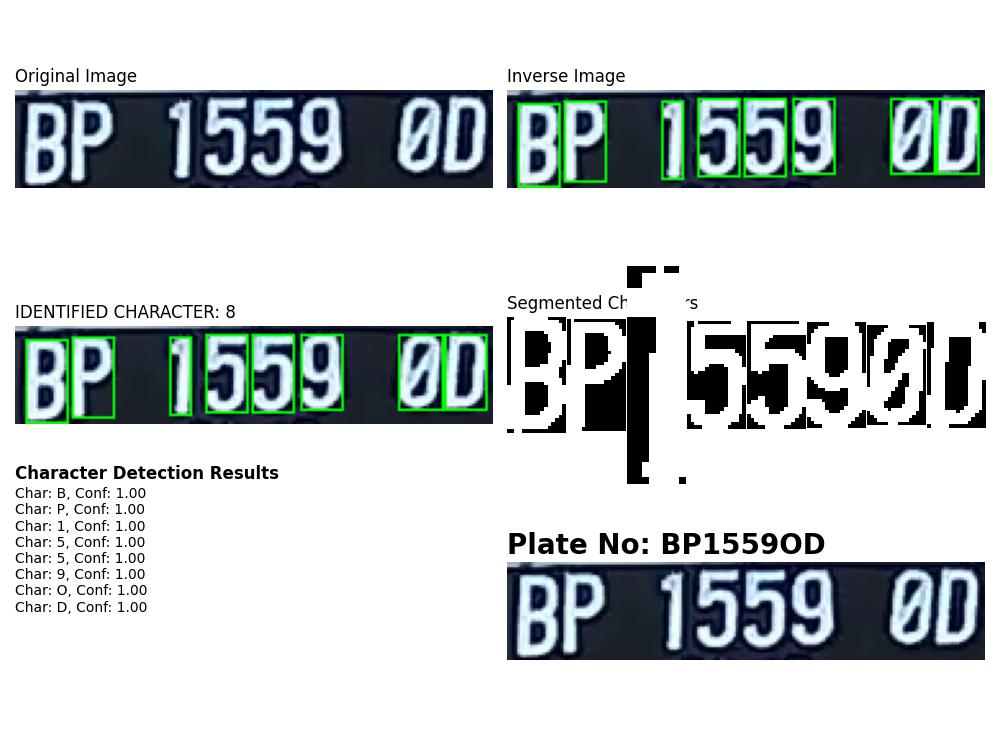 Original Image
BP 1559 0D
Inverse Image
BP 1559 0D
IDENTIFIED CHARACTER: 8
BP 1559 0D
Segmented Ch rs
BP 5590D
Character Detection Results
Char: B, Conf: 1.00
Char: P, Conf: 1.00
Char: 1, Conf: 1.00
Char: 5, Conf: 1.00
Char: 5, Conf: 1.00
Char: 9, Conf: 1.00
Char: O, Conf: 1.00
Char: D, Conf: 1.00
Plate No: BP1559OD
BP 1559 0D